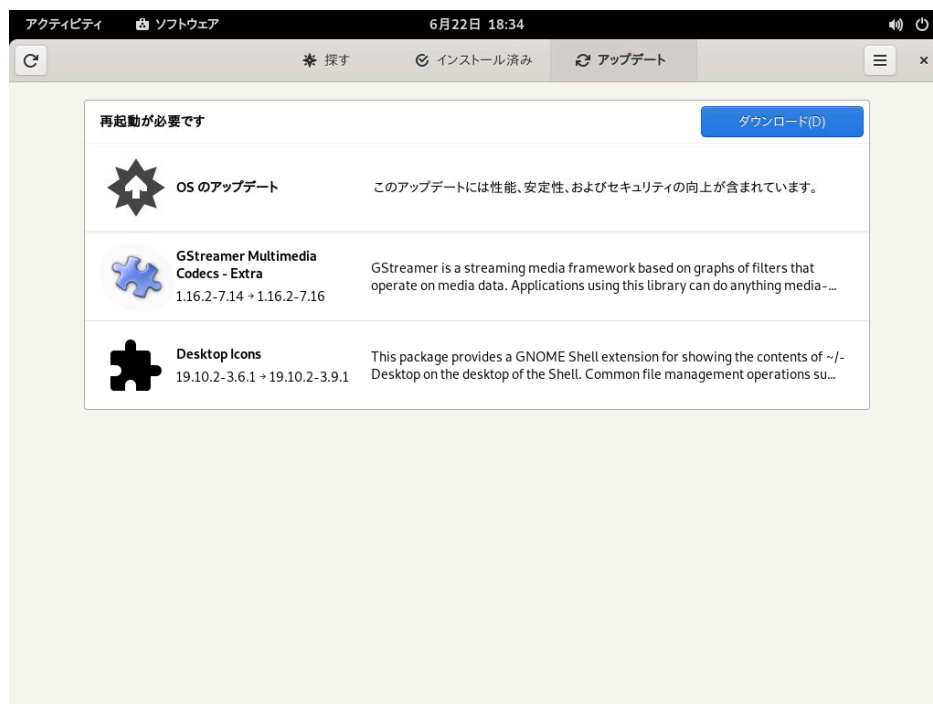 アクティビティ ソフトウェア 6月22日 18:34
探す インストール済み アップデート
再起動が必要です ダウンロード(D)
OS のアップデート このアップデートには性能、安定性、およびセキュリティの向上が含まれています。
GStreamer Multimedia
Codecs - Extra
1.16.2-7.14 → 1.16.2-7.16
GStreamer is a streaming media framework based on graphs of filters that
operate on media data. Applications using this library can do anything media-…
Desktop Icons
19.10.2-3.6.1 → 19.10.2-3.9.1
This package provides a GNOME Shell extension for showing the contents of ~/-
Desktop on the desktop of the Shell. Common file management operations su…